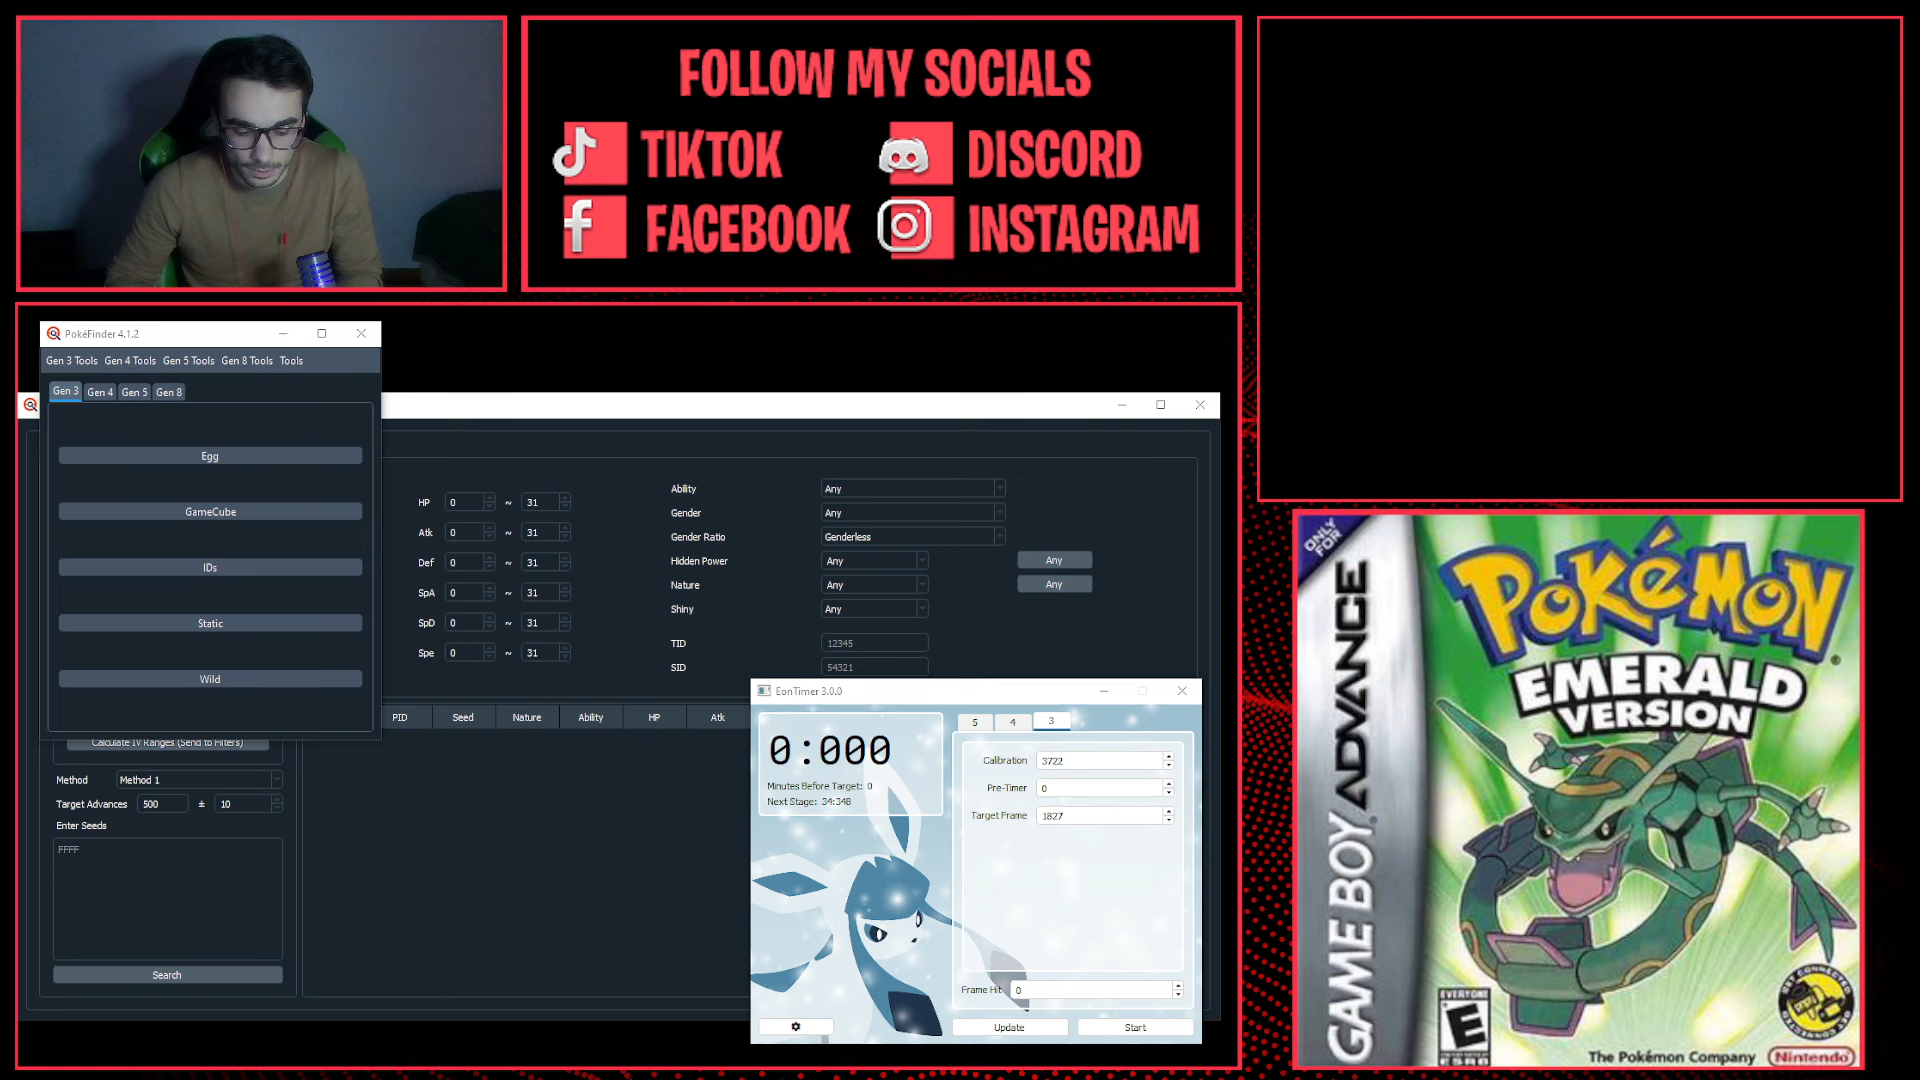 FOLLOW MY SOCIALS
TIKTOK
DISCORD
FACEBOOK
INSTAGRAM
PokéFinder 4.1.2
Gen 3 Tools Gen 4 Tools Gen 5 Tools Gen 8 Tools Tools
Gen 3 Gen 4 Gen 5 Gen 8
Egg
GameCube
IDs
Static
Wild
HP 0 ~ 31
Atk 0 ~ 31
Def 0 ~ 31
SpA 0 ~ 31
SpD 0 ~ 31
Spe 0 ~ 31
Ability Any
Gender Any
Gender Ratio Genderless
Hidden Power Any Any
Nature Any Any
Shiny Any
TID 12345
SID 54321
PID Seed Nature Ability HP Atk
Calculate IV Ranges (Send to Filters)
Method Method 1
Target Advances 500 ± 10
Enter Seeds
FFFF
Search
EonTimer 3.0.0
0:000
Minutes Before Target: 0
Next Stage: 34:348
5 4 3
Calibration 3722
Pre-Timer 0
Target Frame 1827
Frame Hit 0
Update Start
ONLY FOR
GAME BOY ADVANCE
POKéMON
EMERALD
VERSION
GET CONNECTED
EVERYONE
E
ESRB
The Pokémon Company
Nintendo